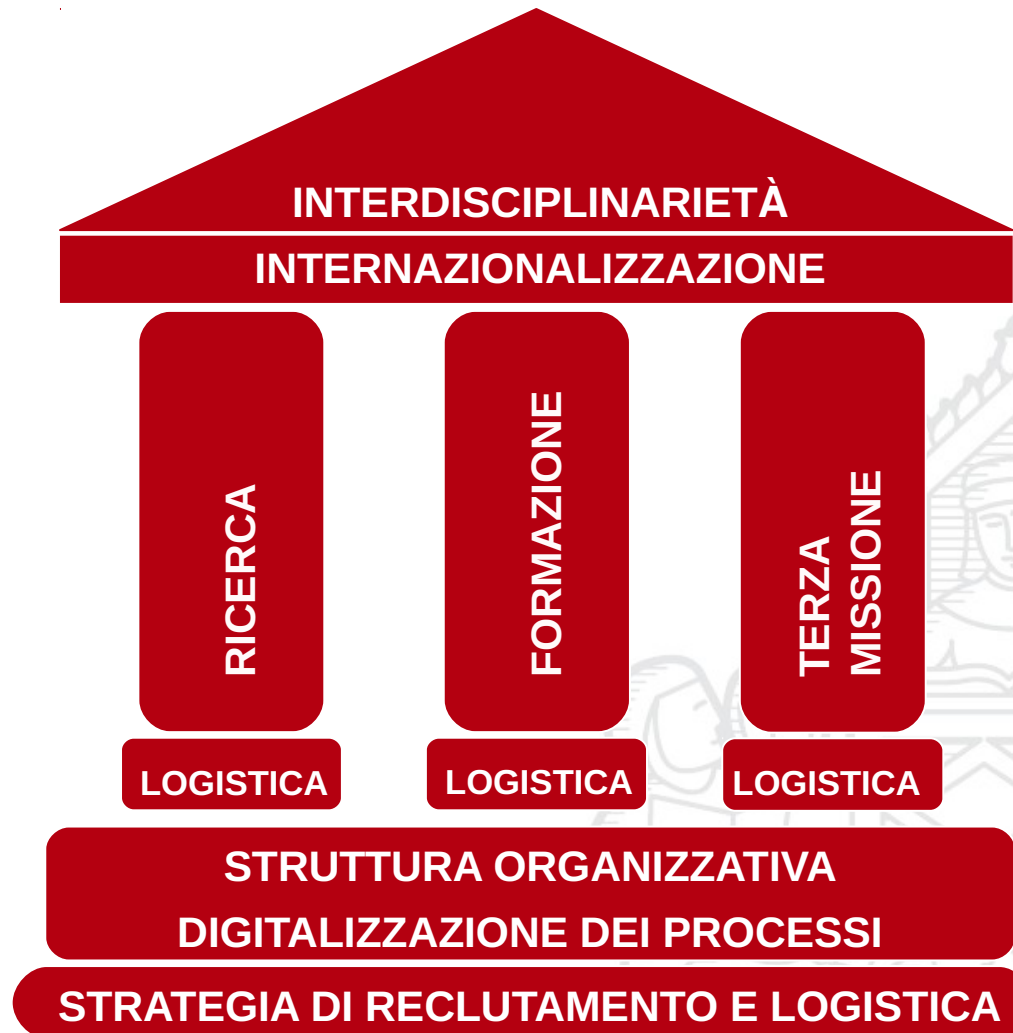 INTERDISCIPLINARIETÀ
INTERNAZIONALIZZAZIONE
RICERCA
FORMAZIONE
TERZA
MISSIONE
LOGISTICA
LOGISTICA
LOGISTICA
STRUTTURA ORGANIZZATIVA
DIGITALIZZAZIONE DEI PROCESSI
STRATEGIA DI RECLUTAMENTO E LOGISTICA